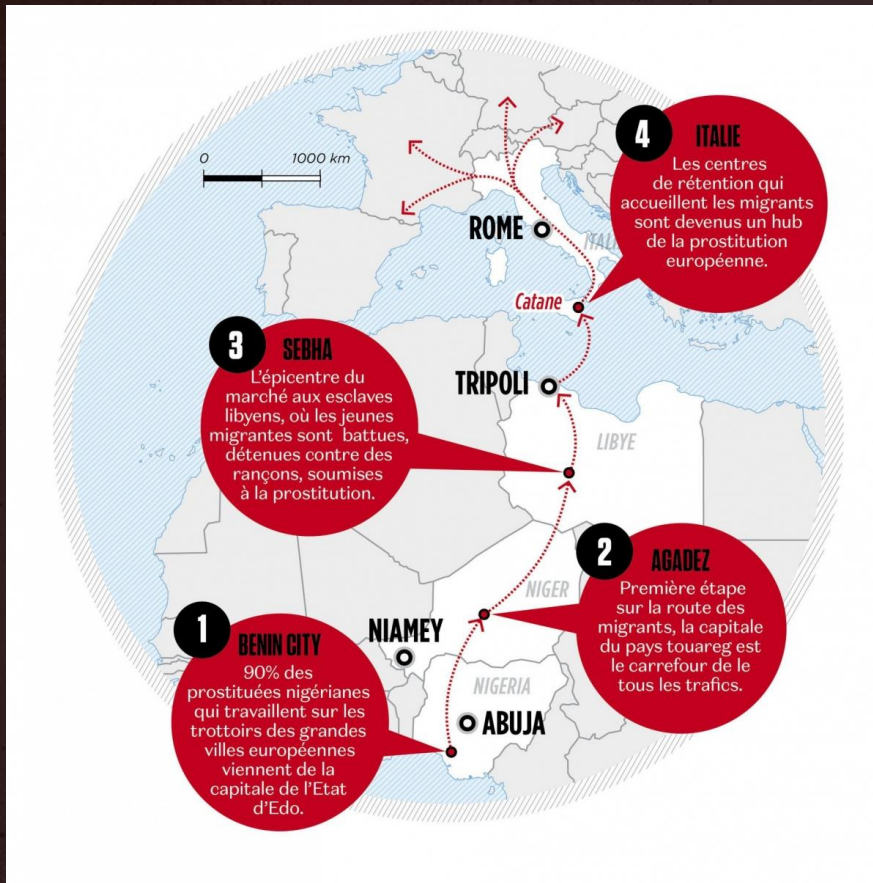 0 1000 km
4
ITALIE
Les centres
de rétention qui
accueillent les migrants
sont devenus un hub
de la prostitution
européenne.
ROME
ITALI
Catane
3
SEBHA
L'épicentre du
marché aux esclaves
libyens, où les jeunes
migrantes sont battues,
détenues contre des
rançons, soumises
à la prostitution.
TRIPOLI
LIBYE
2
AGADEZ
Première étape
sur la route des
migrants, la capitale
du pays touareg est
le carrefour de le
tous les trafics.
NIGER
1
BENIN CITY
90% des
prostituées nigérianes
qui travaillent sur les
trottoirs des grandes
villes européennes
viennent de la
capitale de l'Etat
d'Edo.
NIAMEY
NIGERIA
ABUJA